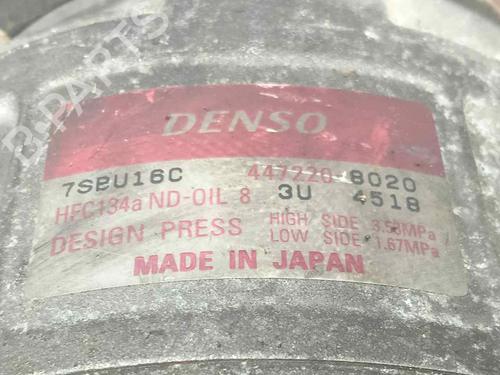 B-PARTS
DENSO
7SBU16C 447220-8020
HFC134a ND-OIL 8 3U 4518
DESIGN PRESS HIGH SIDE 3.53MPa
LOW SIDE 1.67MPa
MADE IN JAPAN